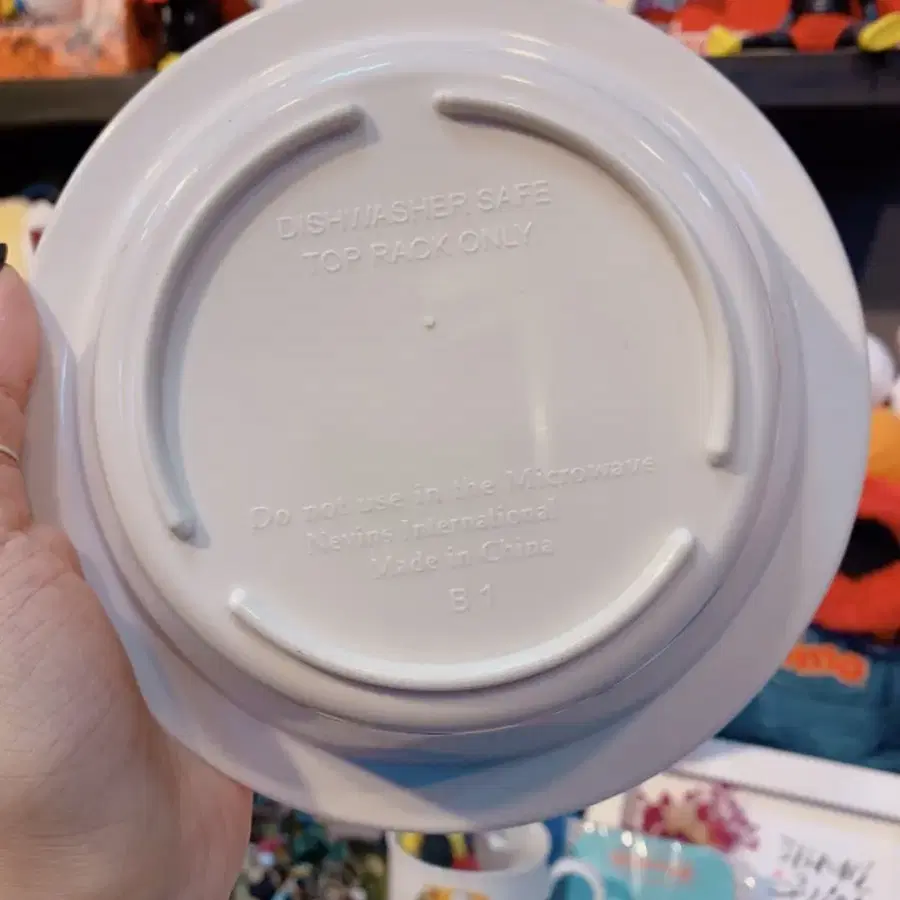 DISHWASHER SAFE
TOP RACK ONLY
Do not use in the Microwave
Nevins International
Made in China
B 1